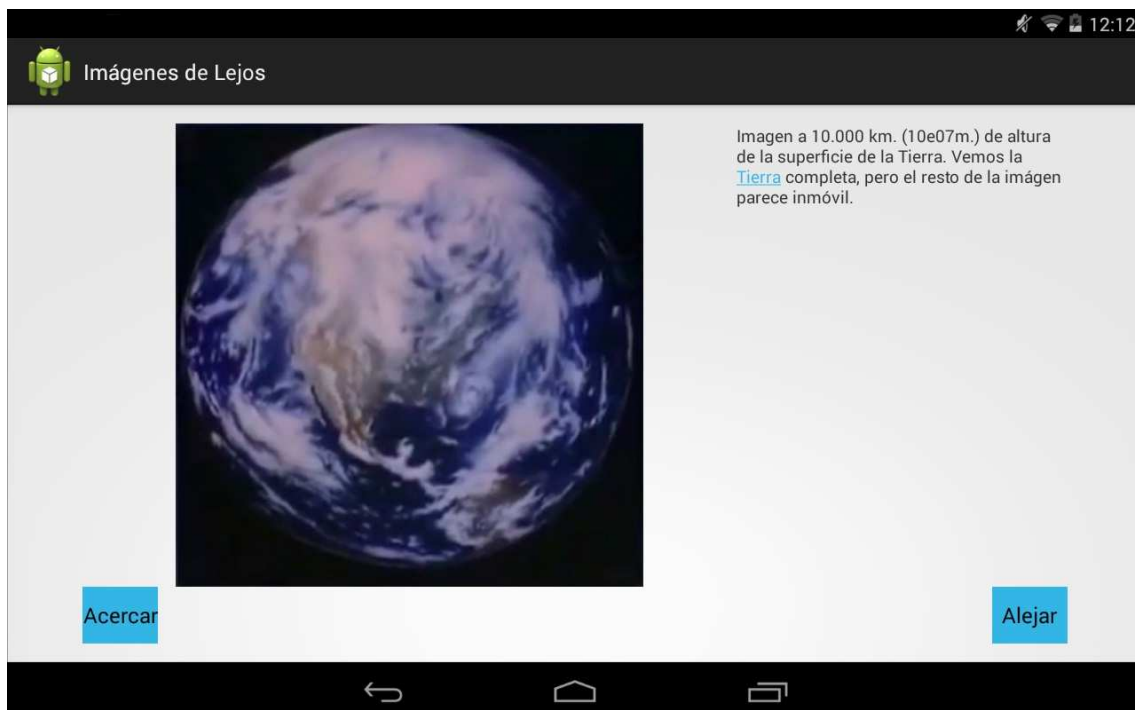 12:12
Imágenes de Lejos
Imagen a 10.000 km. (10e07m.) de altura
de la superficie de la Tierra. Vemos la
Tierra completa, pero el resto de la imágen
parece inmóvil.
Acercar
Alejar